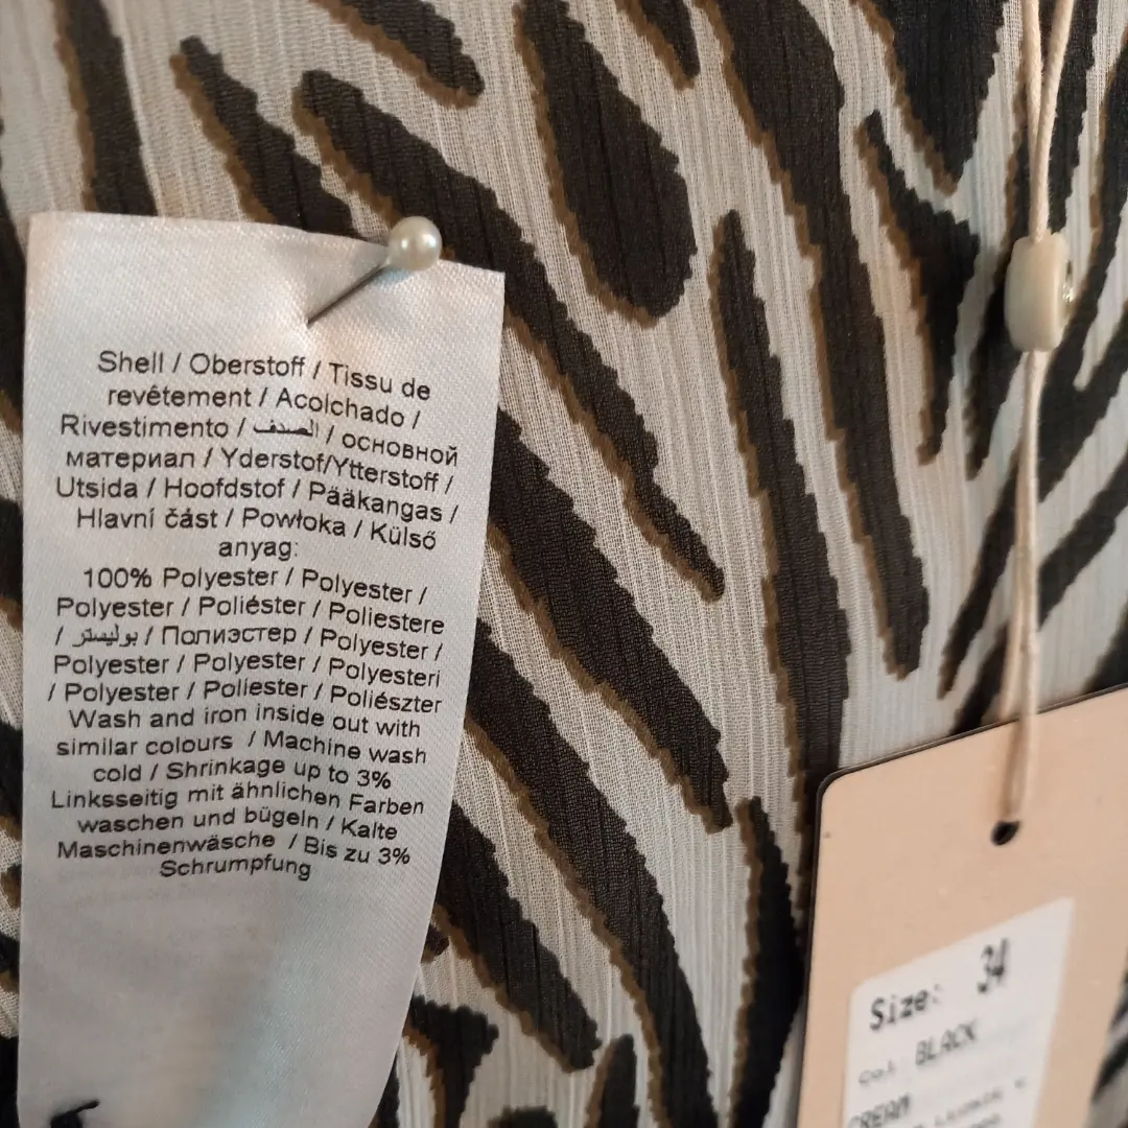 Shell / Oberstoff / Tissu de
revêtement / Acolchado /
Rivestimento / الصدف / основной
материал / Yderstof/Ytterstoff /
Utsida / Hoofdstof / Pääkangas /
Hlavní část / Powłoka / Külső
anyag:
100% Polyester / Polyester /
Polyester / Poliéster / Poliestere
/ بوليستر / Полиэстер / Polyester /
Polyester / Polyester / Polyesteri
/ Polyester / Poliester / Poliészter
Wash and iron inside out with
similar colours / Machine wash
cold / Shrinkage up to 3%
Linksseitig mit ähnlichen Farben
waschen und bügeln / Kalte
Maschinenwäsche / Bis zu 3%
Schrumpfung
Size: 34
Col BLACK
CREAM